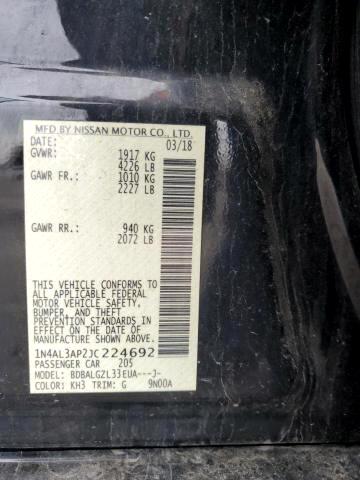 MFD BY NISSAN MOTOR CO., LTD.
DATE: 03/18
GVWR: 1917 KG
4226 LB
GAWR FR: 1010 KG
2227 LB
GAWR RR: 940 KG
2072 LB
THIS VEHICLE CONFORMS TO
ALL APPLICABLE FEDERAL
MOTOR VEHICLE SAFETY,
BUMPER, AND THEFT
PREVENTION STANDARDS
IN EFFECT ON THE DATE OF
MANUFACTURE SHOWN
ABOVE.
1N4AL3AP2JC224692
PASSENGER CAR 205
MODEL: BDBALGZL33EUA---J-
COLOR: KH3 TRIM: G 9N00A